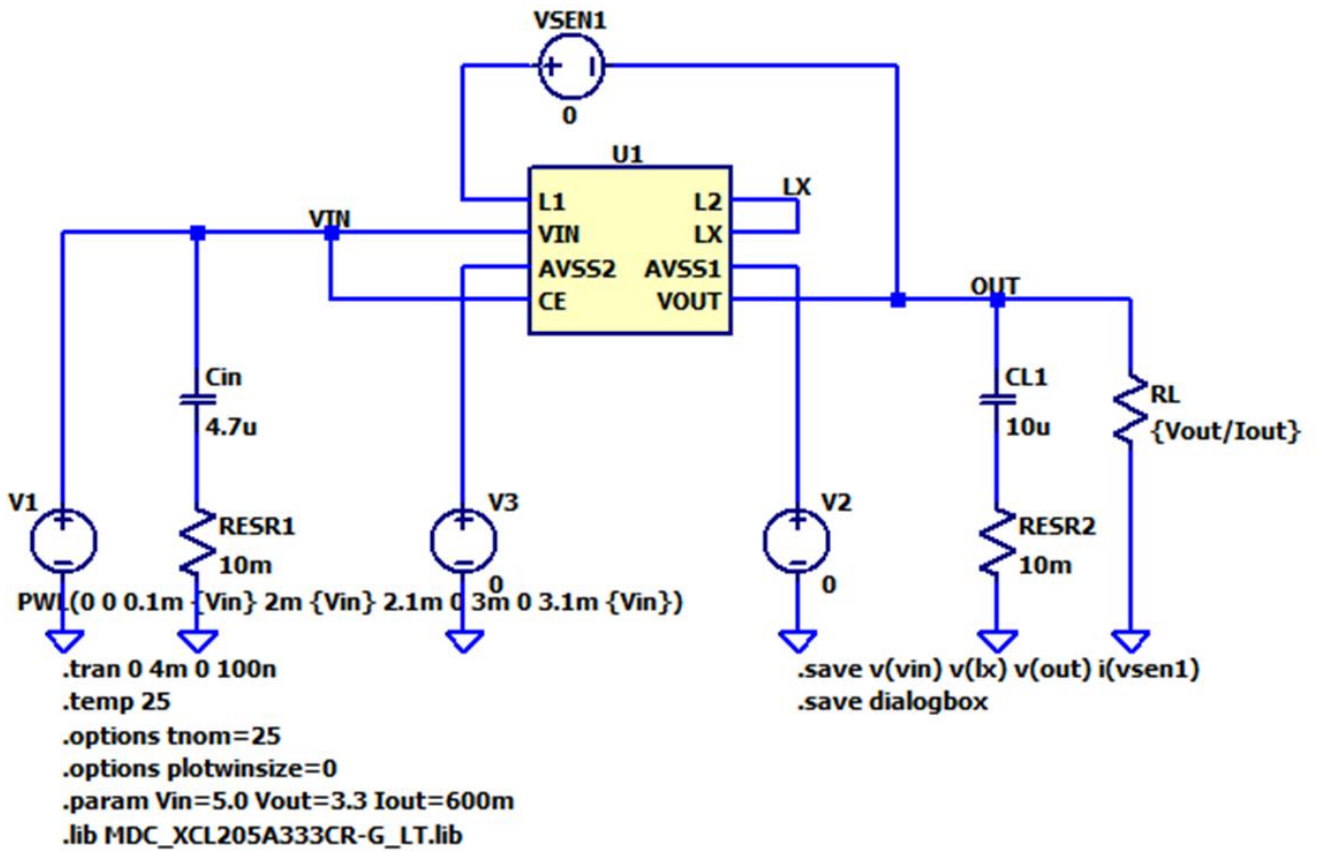 VSEN1
0
U1
L1
VIN
AVSS2
CE
L2
LX
AVSS1
VOUT
LX
VIN
OUT
Cin
4.7u
CL1
10u
RL
{Vout/Iout}
V1
RESR1
10m
V3
0
V2
0
RESR2
10m
PWL(0 0 0.1m {Vin} 2m {Vin} 2.1m 0 3m 0 3.1m {Vin})
.tran 0 4m 0 100n
.temp 25
.options tnom=25
.options plotwinsize=0
.param Vin=5.0 Vout=3.3 Iout=600m
.lib MDC_XCL205A333CR-G_LT.lib
.save v(vin) v(lx) v(out) i(vsen1)
.save dialogbox